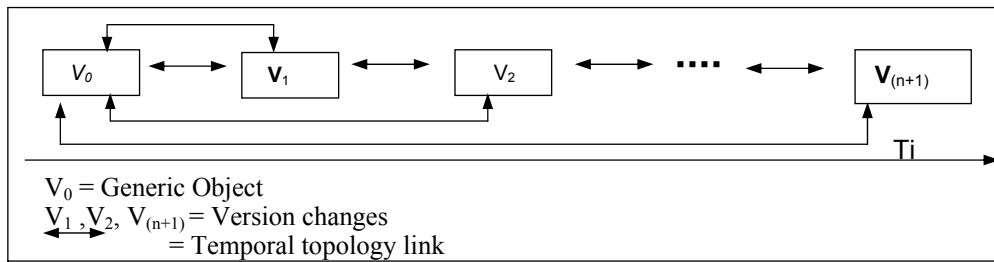 V₀ V₁ V₂ .... V₍ₙ₊₁₎
Ti
V₀ = Generic Object
V₁ ,V₂, V₍ₙ₊₁₎ = Version changes
= Temporal topology link